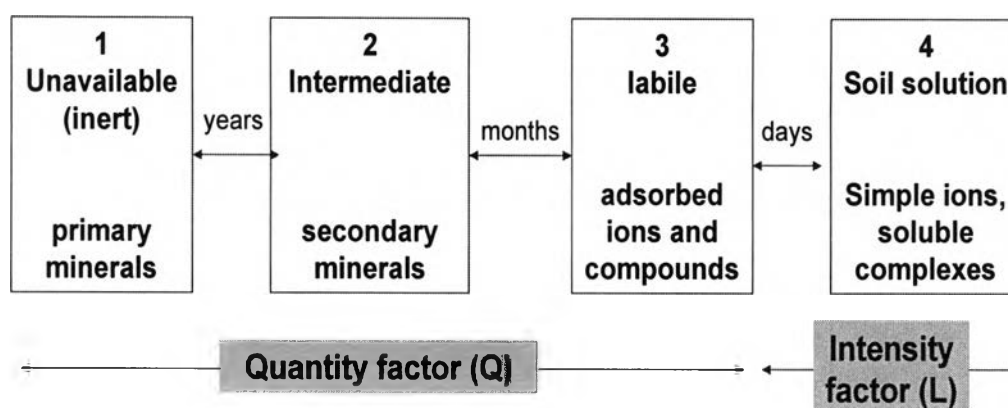 1
Unavailable
(inert)
primary
minerals
years
2
Intermediate
secondary
minerals
months
3
labile
adsorbed
ions and
compounds
days
4
Soil solution
Simple ions,
soluble
complexes
Quantity factor (Q)
Intensity
factor (L)